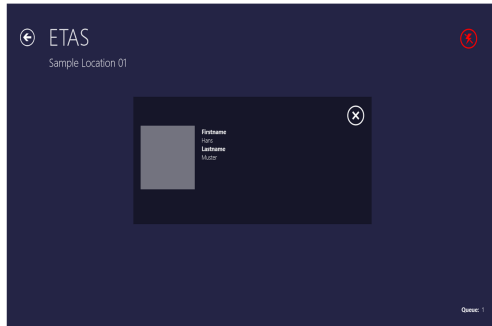 ETAS
Sample Location 01
Firstname
Hans
Lastname
Muster
Queue: 1